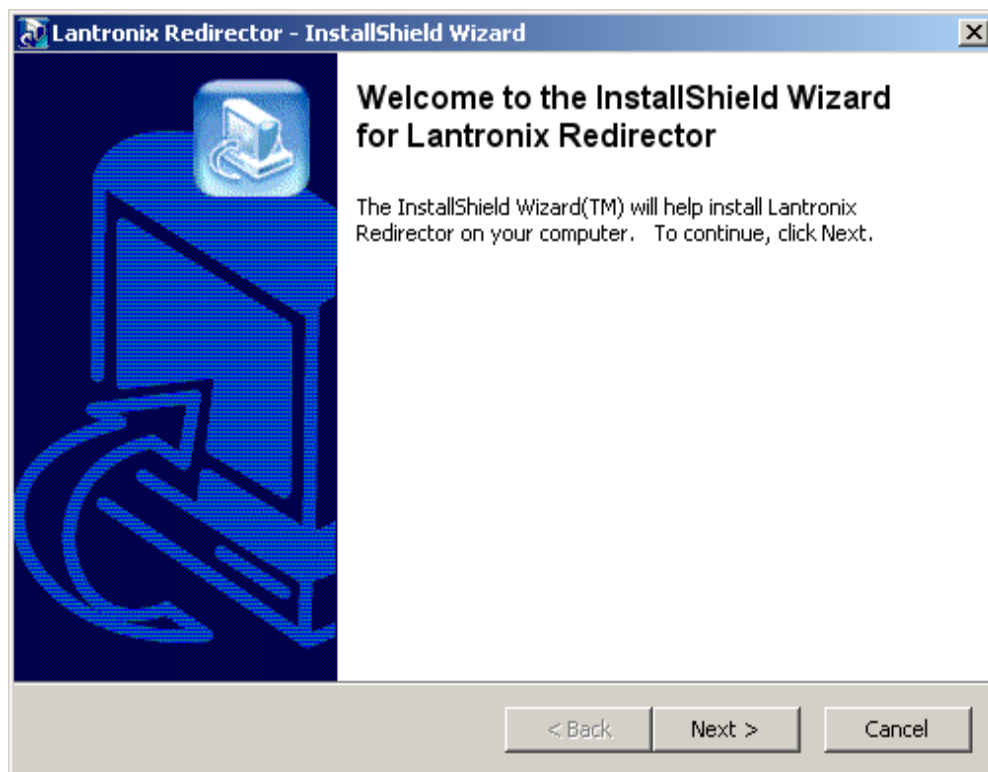 Lantronix Redirector - InstallShield Wizard
Welcome to the InstallShield Wizard
for Lantronix Redirector
The InstallShield Wizard(TM) will help install Lantronix
Redirector on your computer.   To continue, click Next.
< Back
Next >
Cancel